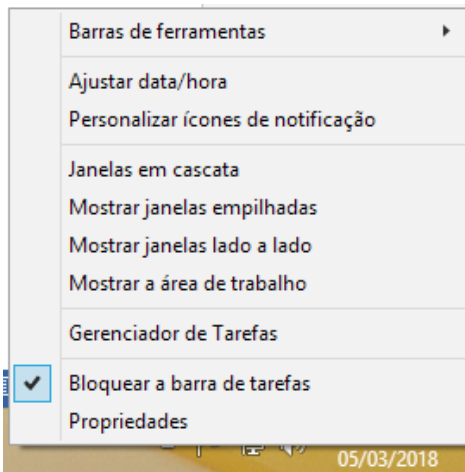 Barras de ferramentas
Ajustar data/hora
Personalizar ícones de notificação
Janelas em cascata
Mostrar janelas empilhadas
Mostrar janelas lado a lado
Mostrar a área de trabalho
Gerenciador de Tarefas
Bloquear a barra de tarefas
Propriedades
05/03/2018